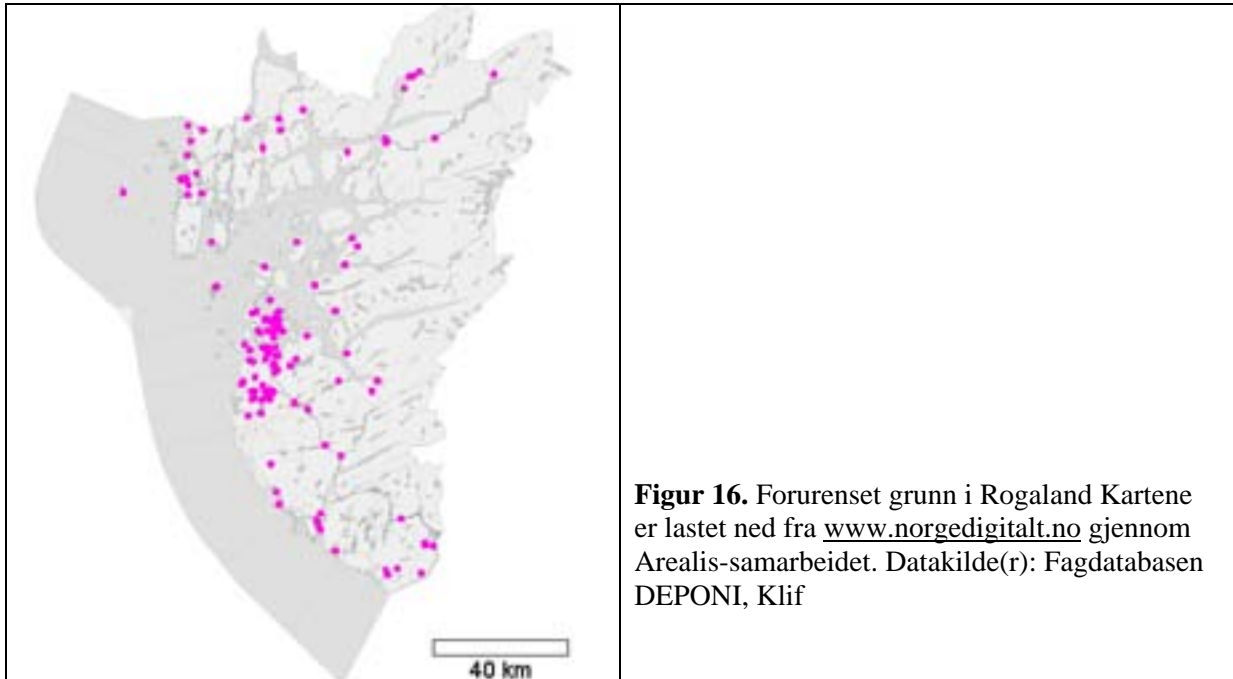 40 km
Figur 16. Forurenset grunn i Rogaland Kartene
er lastet ned fra www.norgedigitalt.no gjennom
Arealis-samarbeidet. Datakilde(r): Fagdatabasen
DEPONI, Klif